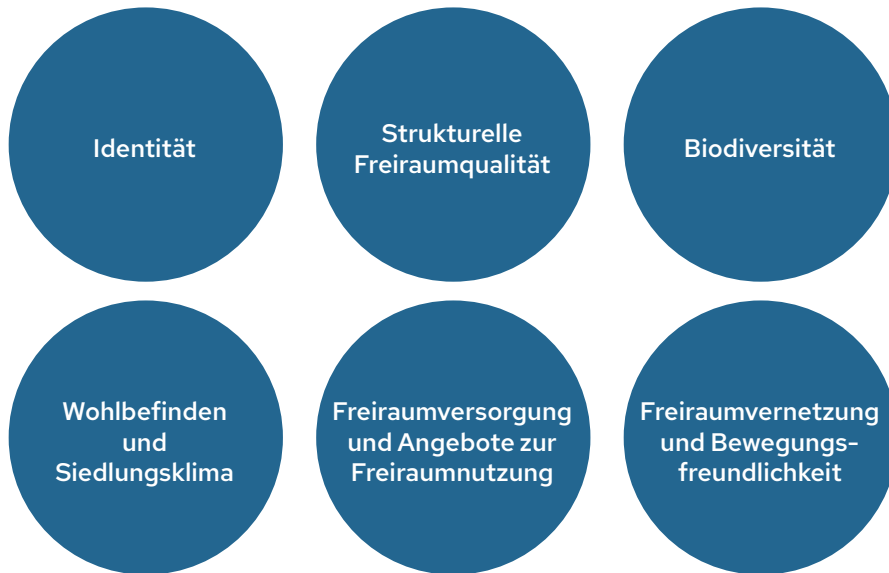 Identität
Strukturelle
Freiraumqualität
Biodiversität
Wohlbefinden
und
Siedlungsklima
Freiraumversorgung
und Angebote zur
Freiraumnutzung
Freiraumvernetzung
und Bewegungs-
freundlichkeit